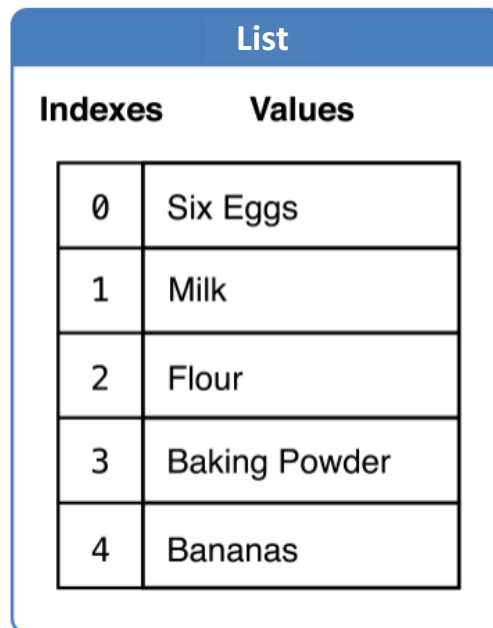 List
Indexes Values
0 Six Eggs
1 Milk
2 Flour
3 Baking Powder
4 Bananas